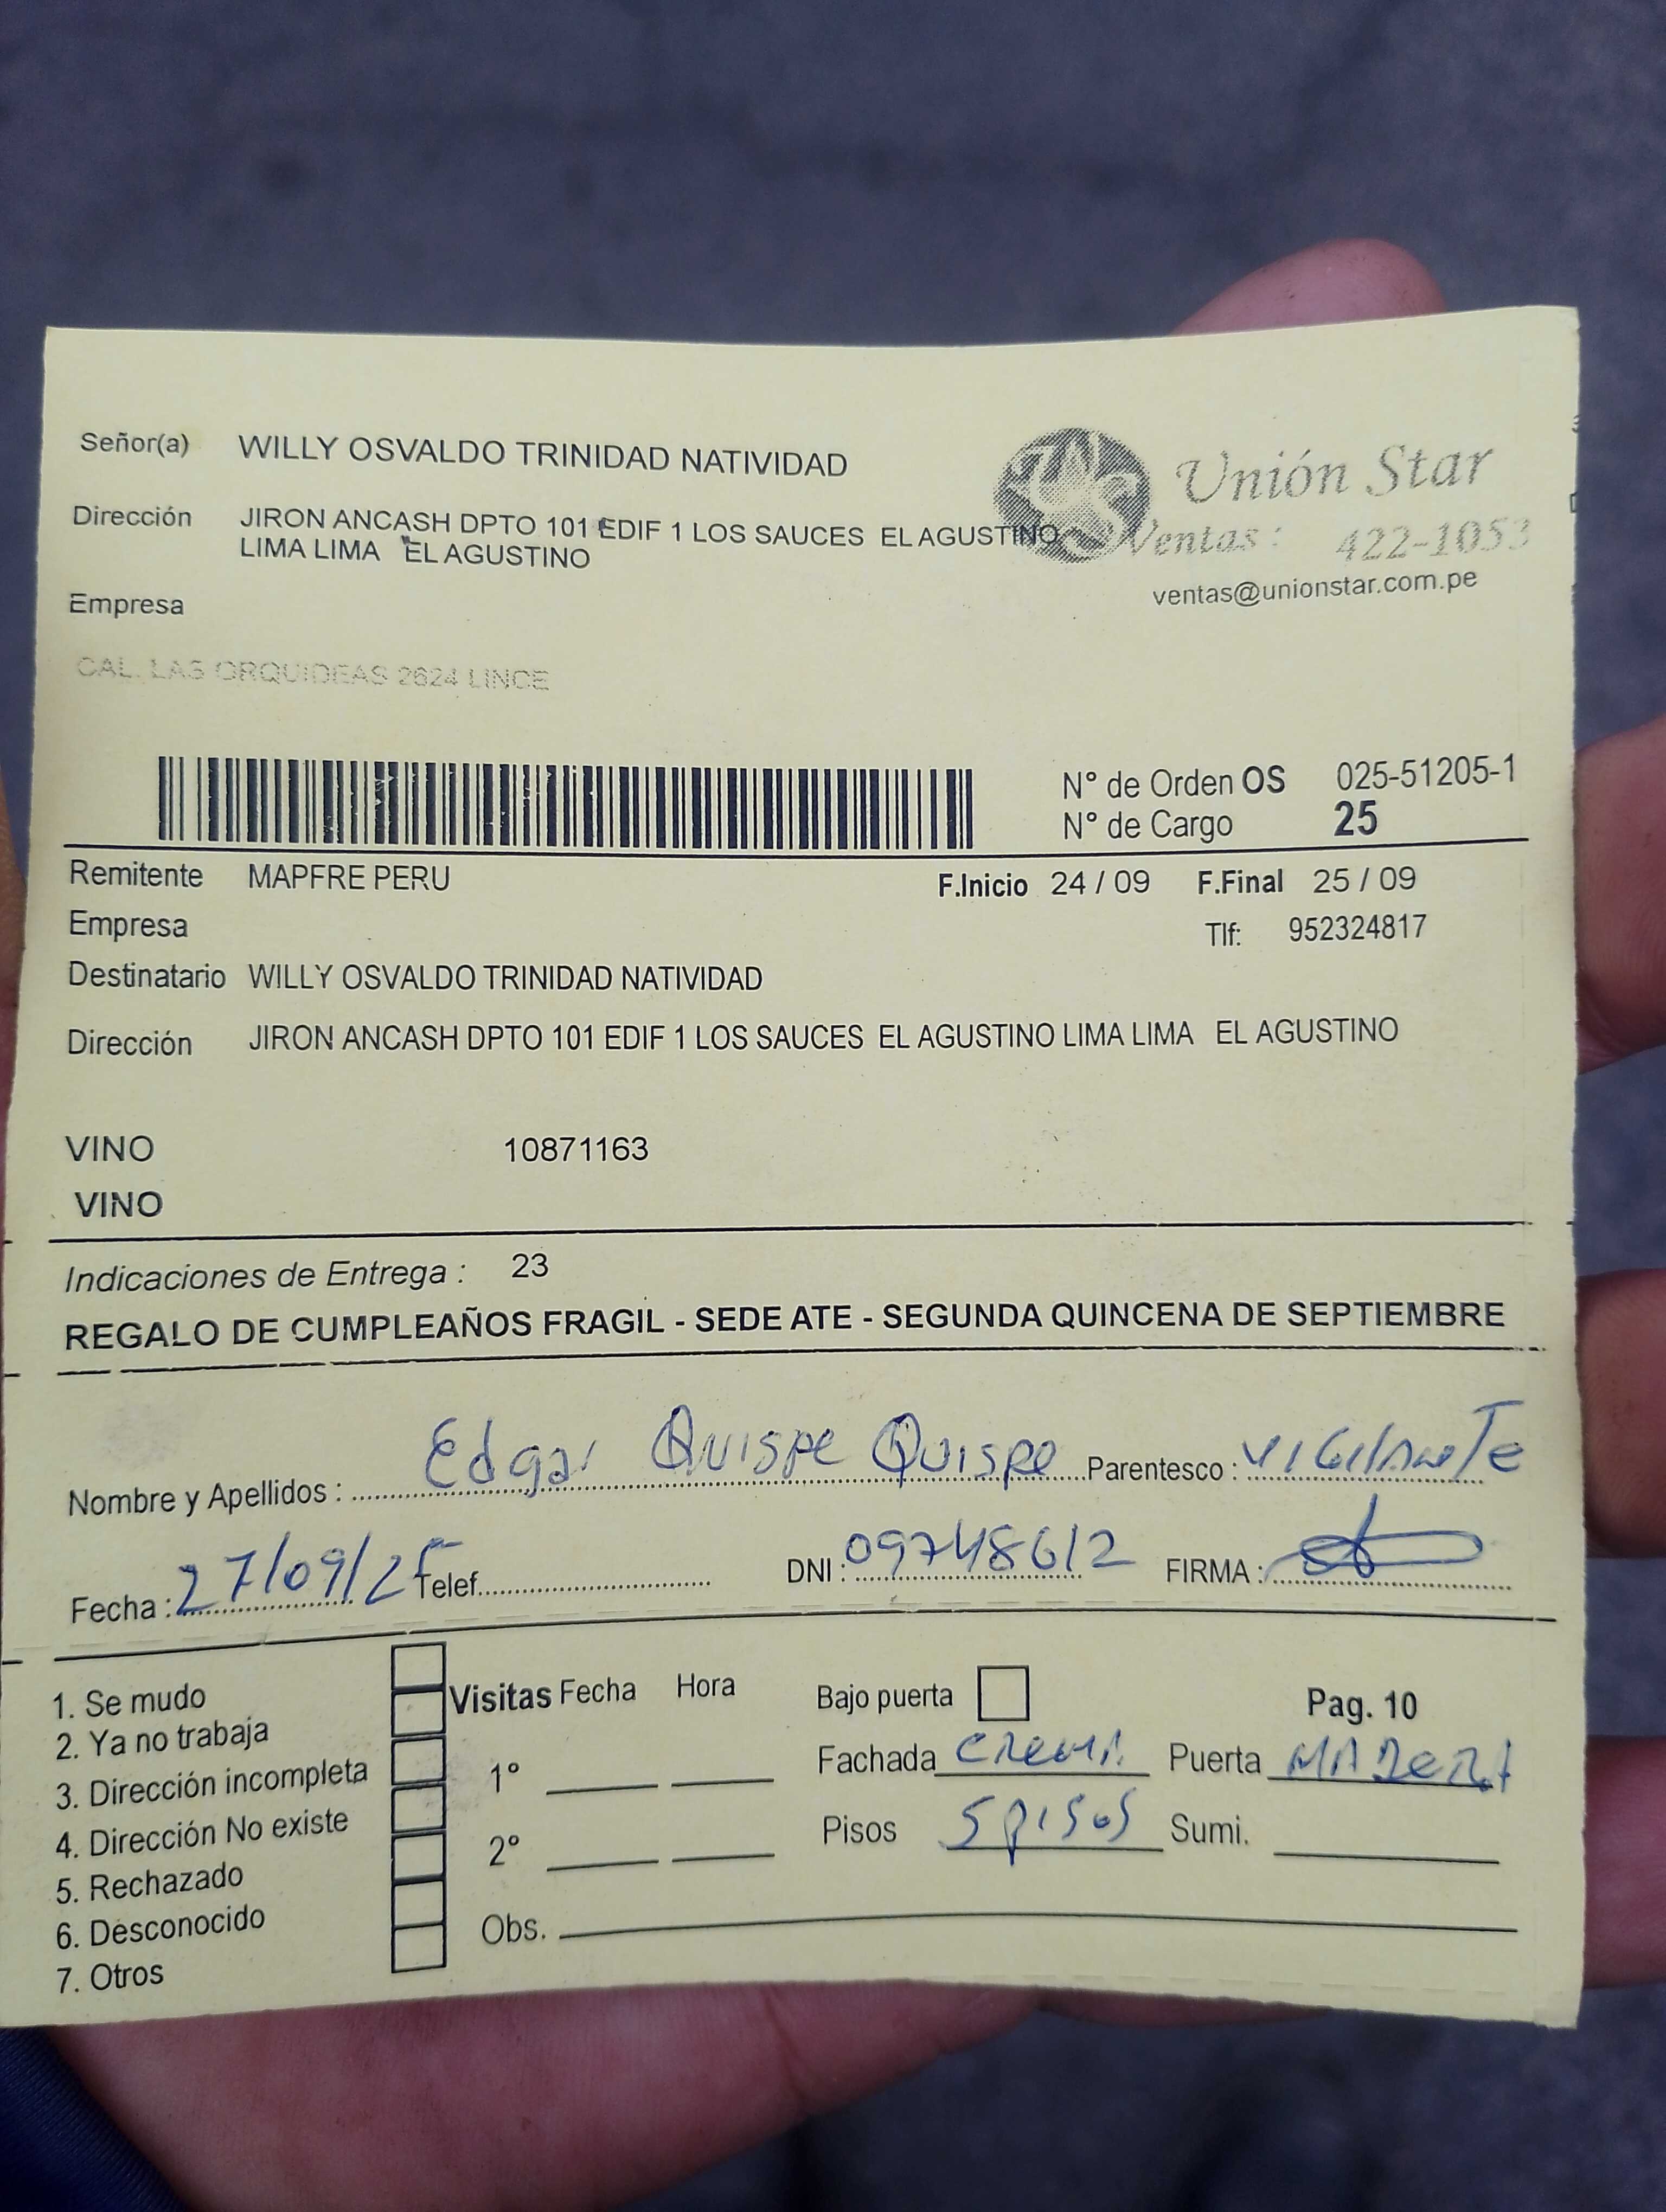 Señor(a) WILLY OSVALDO TRINIDAD NATIVIDAD
Unión Star
Dirección JIRON ANCASH DPTO 101 EDIF 1 LOS SAUCES EL AGUSTINO
LIMA LIMA EL AGUSTINO
Ventas: 422-1053
ventas@unionstar.com.pe
Empresa
CAL. LAS ORQUIDEAS 2624 LINCE
N° de Orden OS 025-51205-1
N° de Cargo 25
Remitente MAPFRE PERU F.Inicio 24 / 09 F.Final 25 / 09
Empresa Tlf: 952324817
Destinatario WILLY OSVALDO TRINIDAD NATIVIDAD
Dirección JIRON ANCASH DPTO 101 EDIF 1 LOS SAUCES EL AGUSTINO LIMA LIMA EL AGUSTINO
VINO 10871163
VINO
Indicaciones de Entrega : 23
REGALO DE CUMPLEAÑOS FRAGIL - SEDE ATE - SEGUNDA QUINCENA DE SEPTIEMBRE
Nombre y Apellidos : Edgar Quispe Quispe Parentesco : VIGILANTE
Fecha : 27/09/25 Telef. DNI : 09748612 FIRMA :
1. Se mudo
2. Ya no trabaja
3. Dirección incompleta
4. Dirección No existe
5. Rechazado
6. Desconocido
7. Otros
Visitas Fecha Hora
1°
2°
Obs.
Bajo puerta Pag. 10
Fachada CREMA Puerta MADERA
Pisos 5 PISOS Sumi.